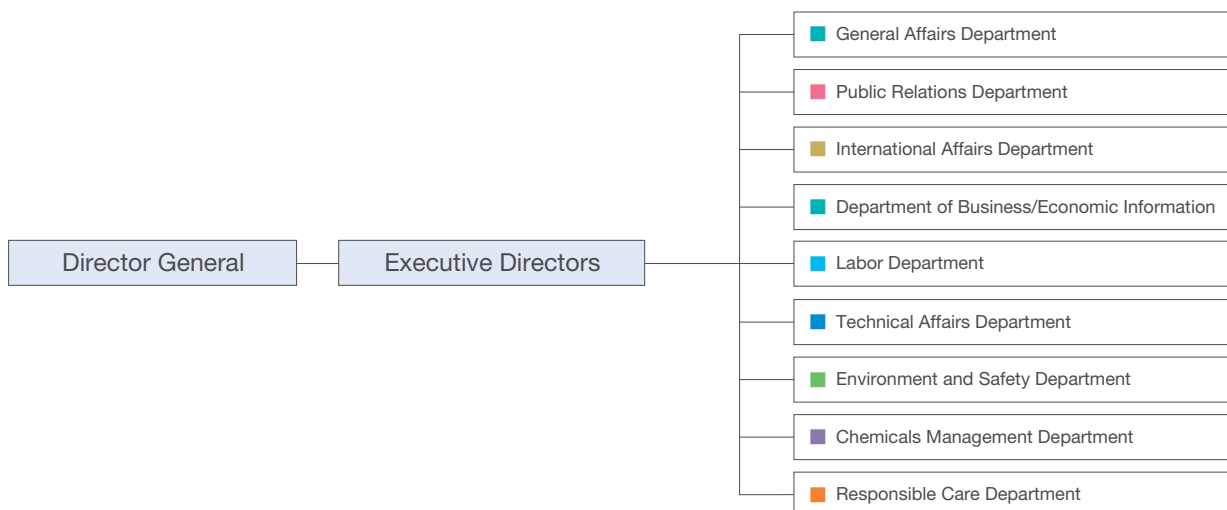 General Affairs Department
Public Relations Department
International Affairs Department
Department of Business/Economic Information
Director General
Executive Directors
Labor Department
Technical Affairs Department
Environment and Safety Department
Chemicals Management Department
Responsible Care Department